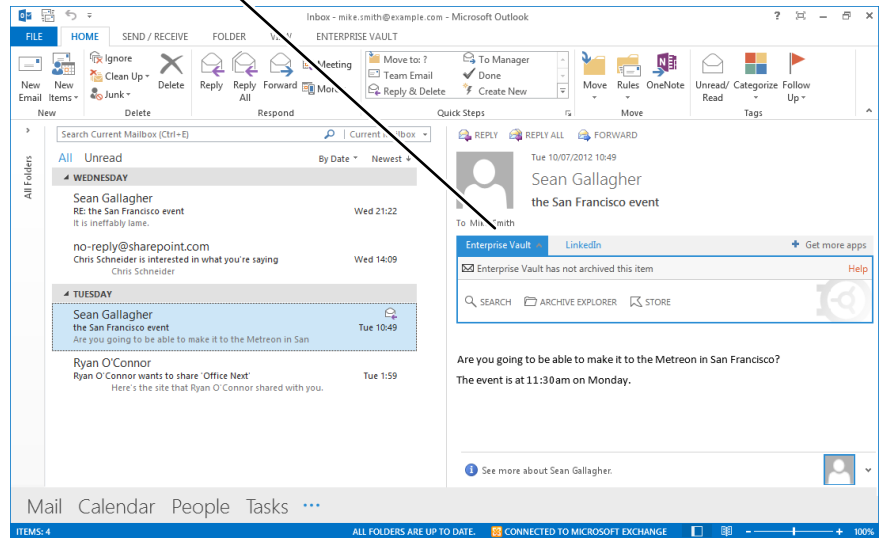 Inbox - mike.smith@example.com - Microsoft Outlook
FILE HOME SEND / RECEIVE FOLDER ENTERPRISE VAULT
New Email
New Items
New
Ignore
Clean Up
Junk
Delete
Delete
Reply
Reply All
Forward
Meeting
Respond
Move to: ?
Team Email
Reply & Delete
To Manager
Done
Create New
Quick Steps
Move
Rules
OneNote
Move
Unread/ Read
Categorize
Follow Up
Tags
All Folders
Search Current Mailbox (Ctrl+E)
All Unread By Date Newest
WEDNESDAY
Sean Gallagher
RE: the San Francisco event Wed 21:22
It is ineffably lame.
no-reply@sharepoint.com
Chris Schneider is interested in what you're saying Wed 14:09
Chris Schneider
TUESDAY
Sean Gallagher
the San Francisco event Tue 10:49
Are you going to be able to make it to the Metreon in San
Ryan O'Connor
Ryan O'Connor wants to share 'Office Next' Tue 1:59
Here's the site that Ryan O'Connor shared with you.
REPLY REPLY ALL FORWARD
Tue 10/07/2012 10:49
Sean Gallagher
the San Francisco event
To Smith
Enterprise Vault LinkedIn + Get more apps
Enterprise Vault has not archived this item Help
SEARCH ARCHIVE EXPLORER STORE
Are you going to be able to make it to the Metreon in San Francisco?
The event is at 11:30am on Monday.
See more about Sean Gallagher.
Mail Calendar People Tasks ...
ITEMS: 4 ALL FOLDERS ARE UP TO DATE. CONNECTED TO MICROSOFT EXCHANGE - + 100%